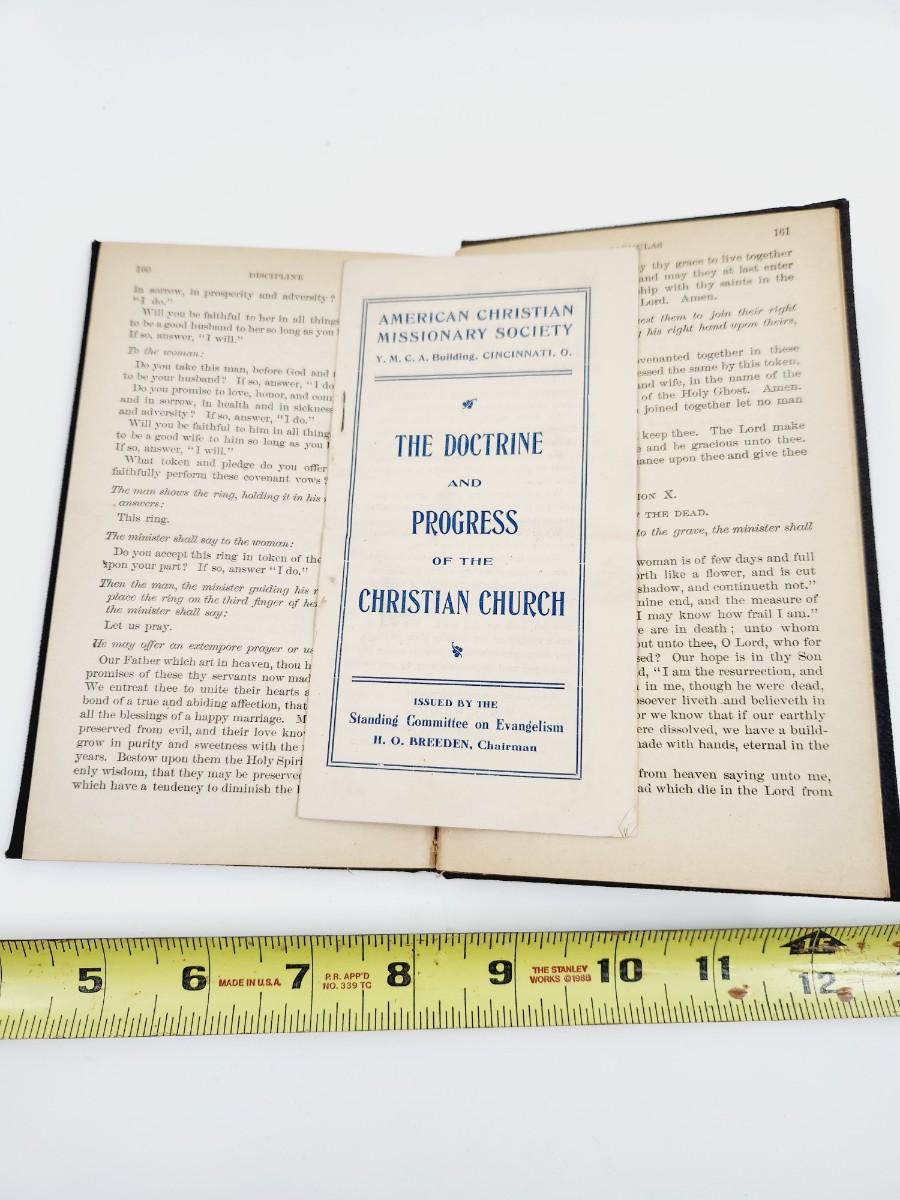 160
DISCIPLINE
in sorrow, in prosperity and adversity?
"I do."
Will you be faithful to her in all things
to be a good husband to her so long as you
If so, answer, "I will."
To the woman:
Do you take this man, before God and
to be your husband? If so, answer, "I do
Do you promise to love, honor, and
and in sorrow, in health and in sickness
and adversity? If so, answer, "I do."
Will you be faithful to him in all
to be a good wife to him so long as you
If so, answer, "I will."
What token and pledge do you offer
faithfully perform these covenant vows?
The man shows the ring, holding it in his
answers:
This ring.
The minister shall say to the woman:
Do you accept this ring in token of the
upon your part? If so, answer "I do."
Then the man, the minister guiding his
place the ring on the third finger of
the minister shall say:
Let us pray.
He may offer an extempore prayer or
Our Father which art in heaven, thou
promises of these thy servants now
We entreat thee to unite their hearts
bond of a true and abiding affection, that
all the blessings of a happy marriage.
preserved from evil, and their love
grow in purity and sweetness with the
years. Bestow upon them the Holy
enly wisdom, that they may be
which have a tendency to diminish the
AMERICAN CHRISTIAN
MISSIONARY SOCIETY
Y. M. C. A. Building, CINCINNATI, O.
THE DOCTRINE
AND
PROGRESS
OF THE
CHRISTIAN CHURCH
ISSUED BY THE
Standing Committee on Evangelism
H. O. BREEDEN, Chairman
161
thy grace to live together
and may they at last enter
with thy saints in the
Lord. Amen.
them to join their right
his right hand upon theirs,
together in these
the same by this token,
and wife, in the name of the
of the Holy Ghost. Amen.
joined together let no man
keep thee. The Lord make
and be gracious unto thee.
upon thee and give thee
X.
THE DEAD.
to the grave, the minister shall
woman is of few days and full
like a flower, and is cut
shadow, and continueth not."
mine end, and the measure of
I may know how frail I am."
are in death; unto whom
but unto thee, O Lord, who for
Our hope is in thy Son
"I am the resurrection, and
in me, though he were dead,
liveth and believeth in
we know that if our earthly
were dissolved, we have a build-
made with hands, eternal in the
from heaven saying unto me,
which die in the Lord from
5 6 MADE IN U.S.A. 7 P.R. APP'D 8 9 THE STANLEY 10 11 12
NO. 339 TC WORKS ©1988
16